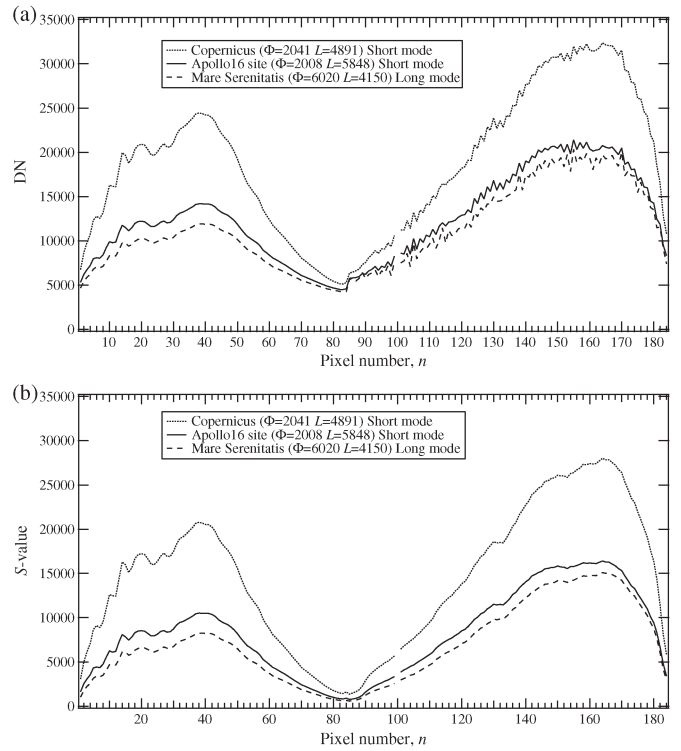 (a)
35000
30000
25000
20000
15000
10000
5000
0
DN
Copernicus (Φ=2041 L=4891) Short mode
Apollo16 site (Φ=2008 L=5848) Short mode
Mare Serenitatis (Φ=6020 L=4150) Long mode
10 20 30 40 50 60 70 80 90 100 110 120 130 140 150 160 170 180
Pixel number, n
(b)
35000
30000
25000
20000
15000
10000
5000
0
S-value
Copernicus (Φ=2041 L=4891) Short mode
Apollo16 site (Φ=2008 L=5848) Short mode
Mare Serenitatis (Φ=6020 L=4150) Long mode
20 40 60 80 100 120 140 160 180
Pixel number, n